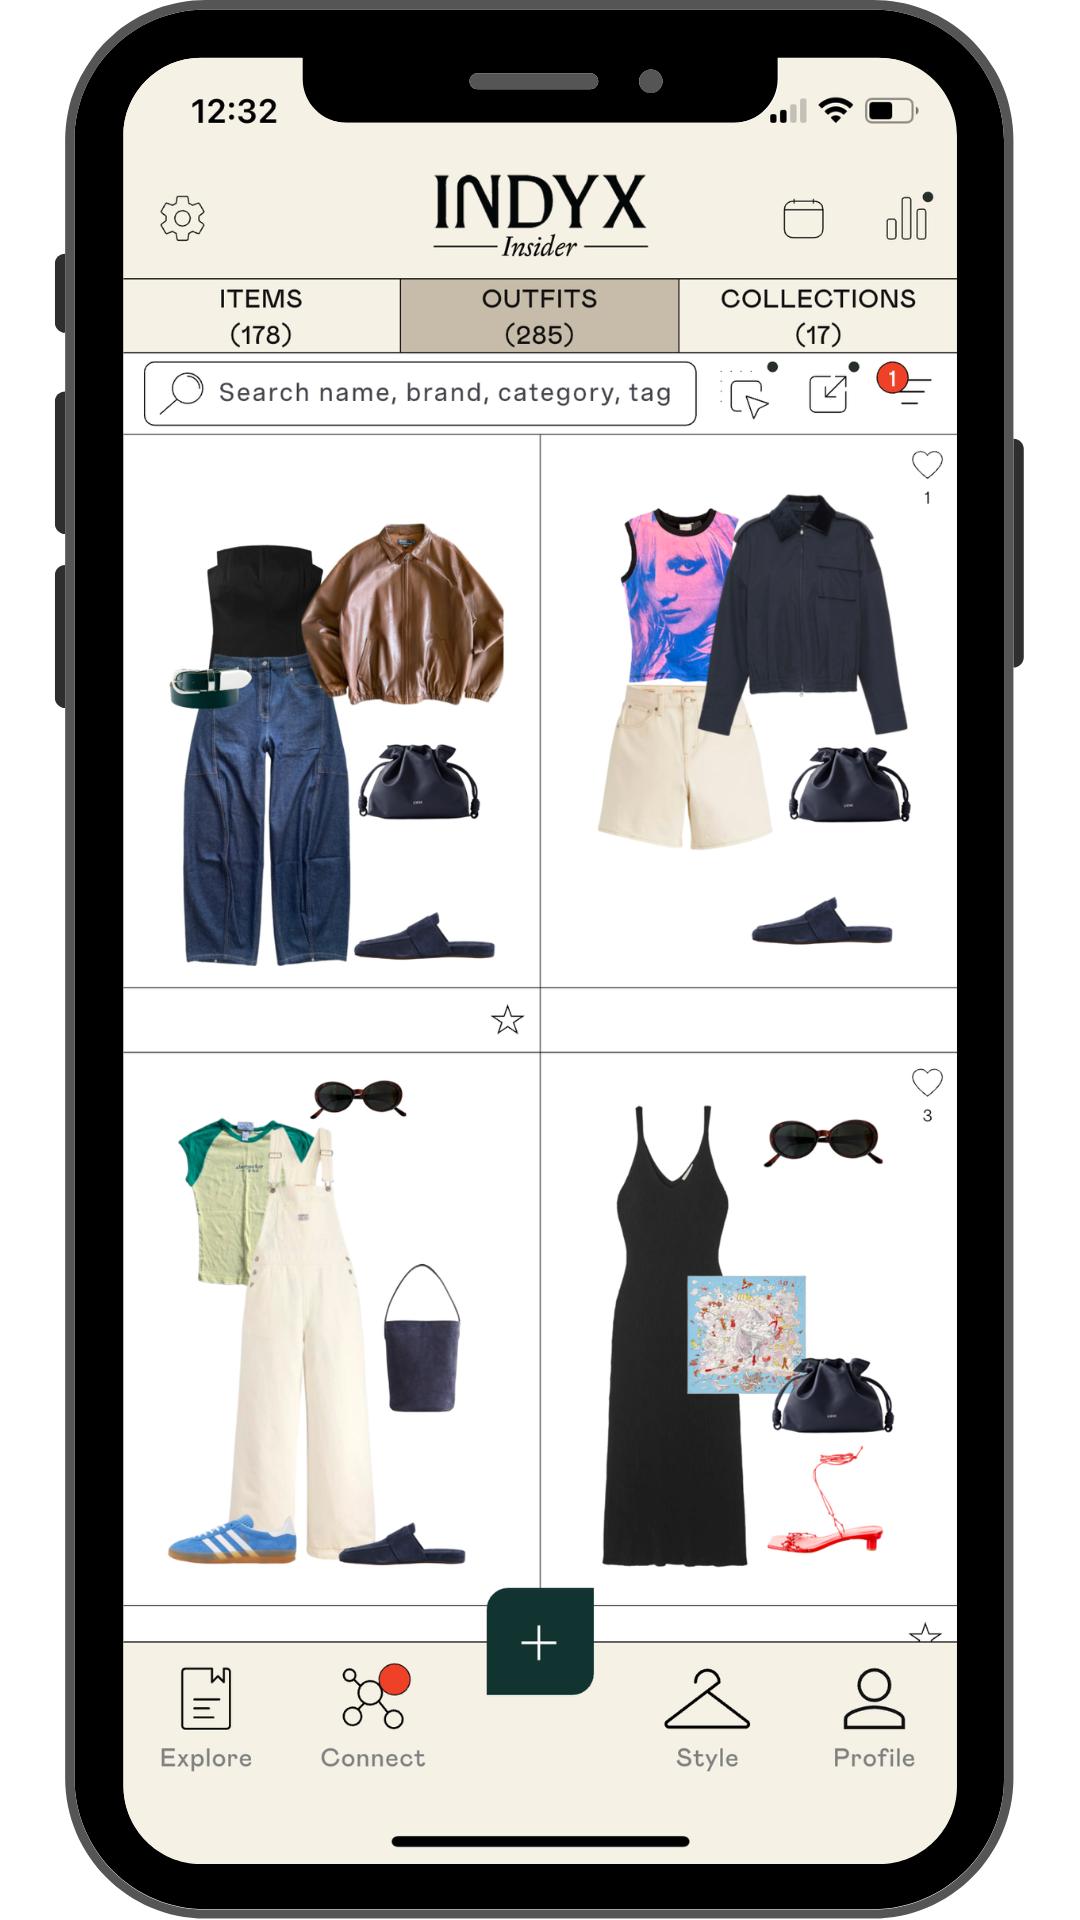 12:32
INDYX
Insider
ITEMS
(178)
OUTFITS
(285)
COLLECTIONS
(17)
Search name, brand, category, tag
1
1
3
Explore
Connect
Style
Profile